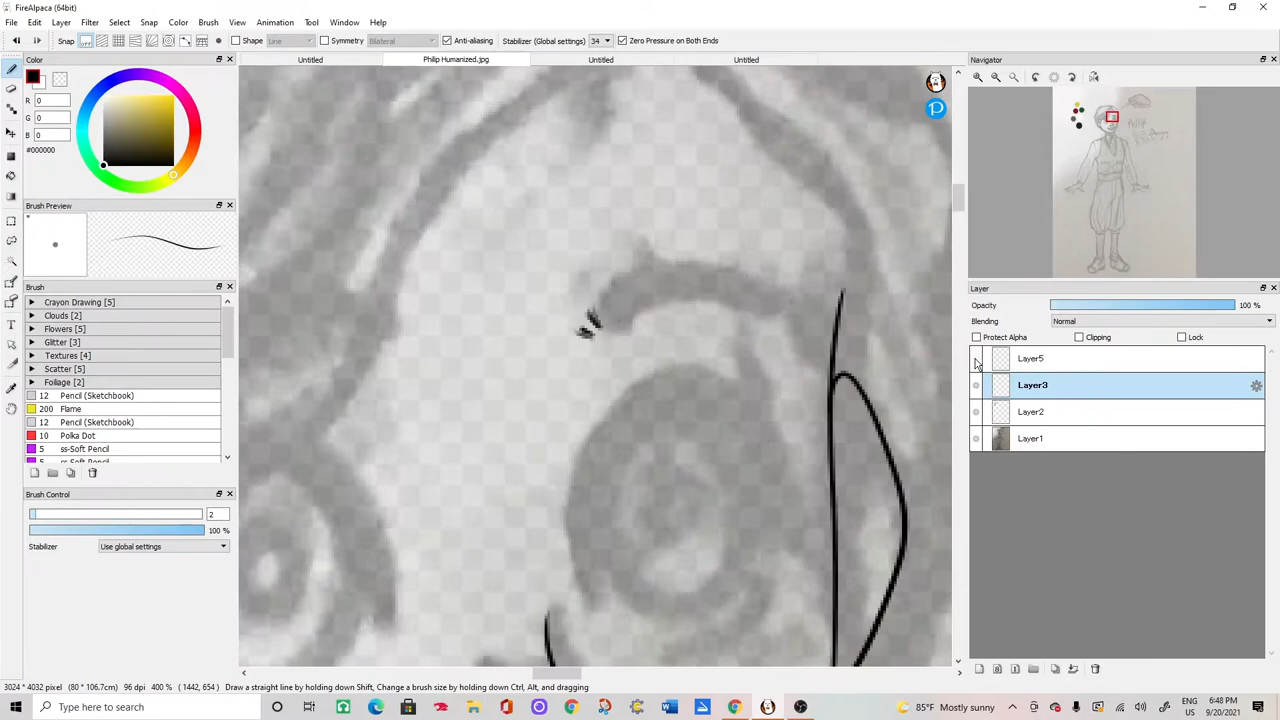 FireAlpaca (64bit)
File Edit Layer Filter Select Snap Color Brush View Animation Tool Window Help
Snap off Shape Line Symmetry Bilateral Anti-aliasing Stabilizer (Global settings) 34 Zero Pressure on Both Ends
Color
R 0
G 0
B 0
#000000
Brush Preview
Brush
Crayon Drawing [5]
Clouds [2]
Flowers [5]
Glitter [3]
Textures [4]
Scatter [5]
Foliage [2]
12 Pencil (Sketchbook)
200 Flame
12 Pencil (Sketchbook)
10 Polka Dot
5 ss-Soft Pencil
5 ss-Soft Pencil
Brush Control
2
100 %
Stabilizer Use global settings
Untitled Philip Humanized.jpg Untitled Untitled
P
Navigator
Philip
Layer
Opacity 100 %
Blending Normal
Protect Alpha Clipping Lock
Layer5
Layer3
Layer2
Layer1
3024 * 4032 pixel (80 * 106.7cm) 96 dpi 400 % ( 1442, 654 ) Draw a straight line by holding down Shift, Change a brush size by holding down Ctrl, Alt, and dragging
Type here to search
85°F Mostly sunny
ENG
US
6:48 PM
9/20/2021